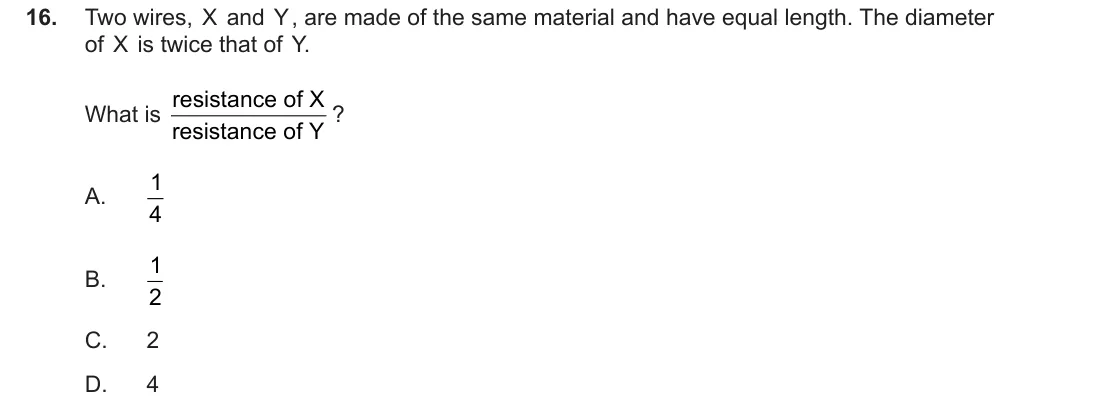 16. Two wires, X and Y, are made of the same material and have equal length. The diameter
of X is twice that of Y.
What is resistance of X / resistance of Y ?
A. 1/4
B. 1/2
C. 2
D. 4